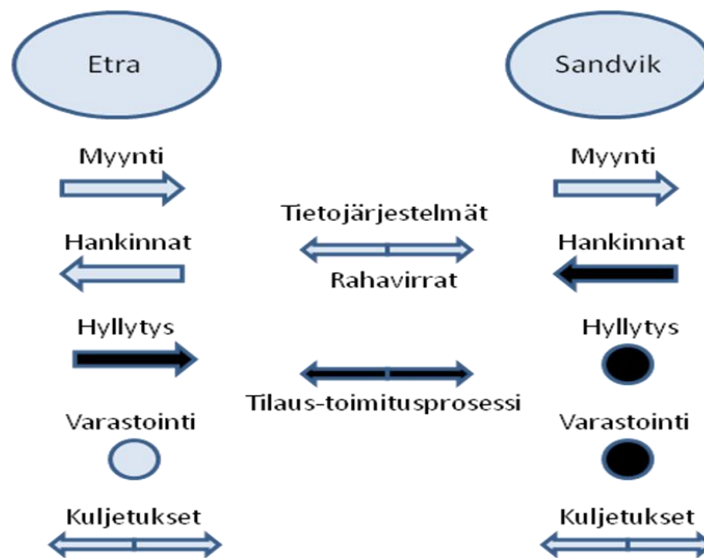 Etra
Sandvik
Myynti
Myynti
Tietojärjestelmät
Hankinnat
Hankinnat
Rahavirrat
Hyllytys
Hyllytys
Tilaus-toimitusprosessi
Varastointi
Varastointi
Kuljetukset
Kuljetukset